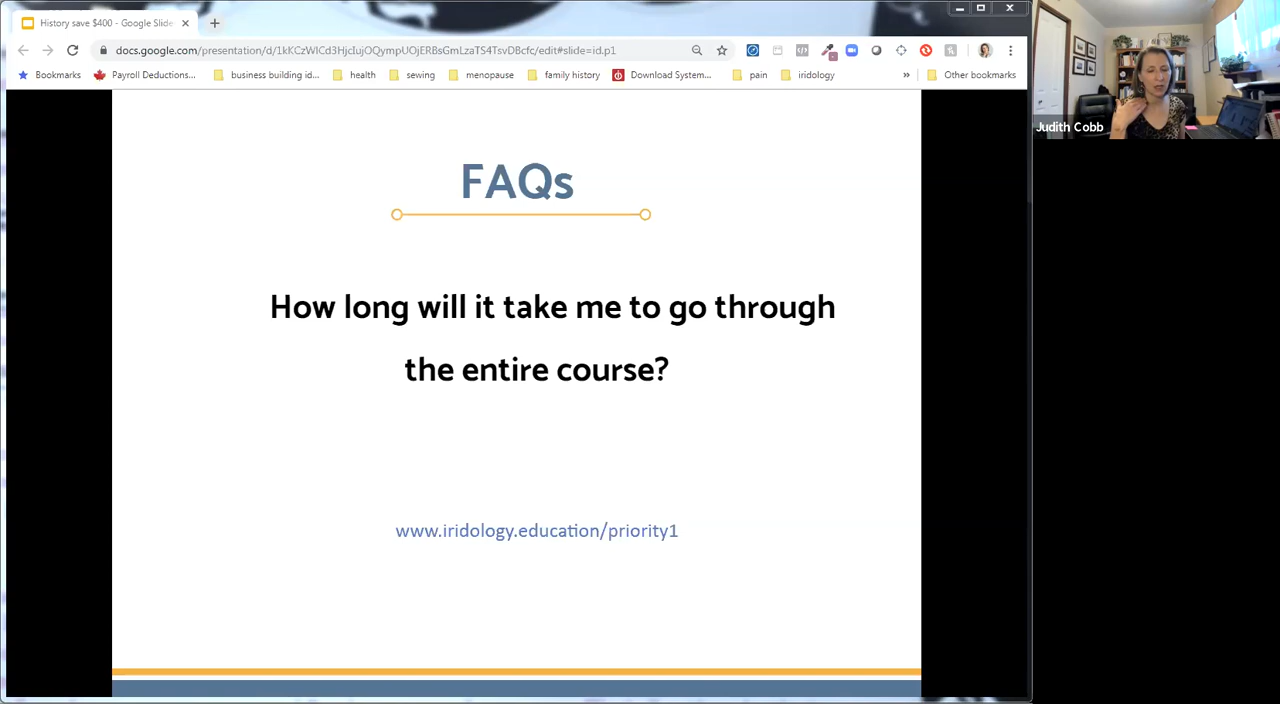 History save $400 - Google Slide
docs.google.com/presentation/d/1kKCzWlCd3HjcIujOQympUOjERBsGmLzaTS4TsvDBcfc/edit#slide=id.p1
Bookmarks
Payroll Deductions...
business building id...
health
sewing
menopause
family history
Download System...
pain
iridology
»
Other bookmarks
Judith Cobb
FAQs
How long will it take me to go through
the entire course?
www.iridology.education/priority1